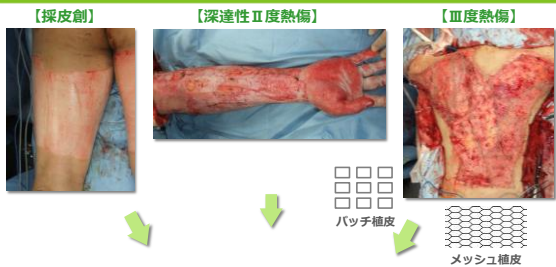 【採皮創】
【深達性Ⅱ度熱傷】
【Ⅲ度熱傷】
パッチ植皮
メッシュ植皮